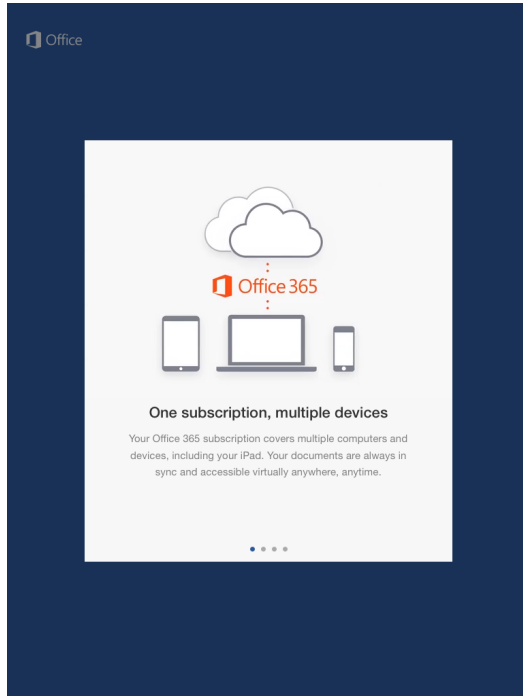 Office
Office 365
One subscription, multiple devices
Your Office 365 subscription covers multiple computers and
devices, including your iPad. Your documents are always in
sync and accessible virtually anywhere, anytime.